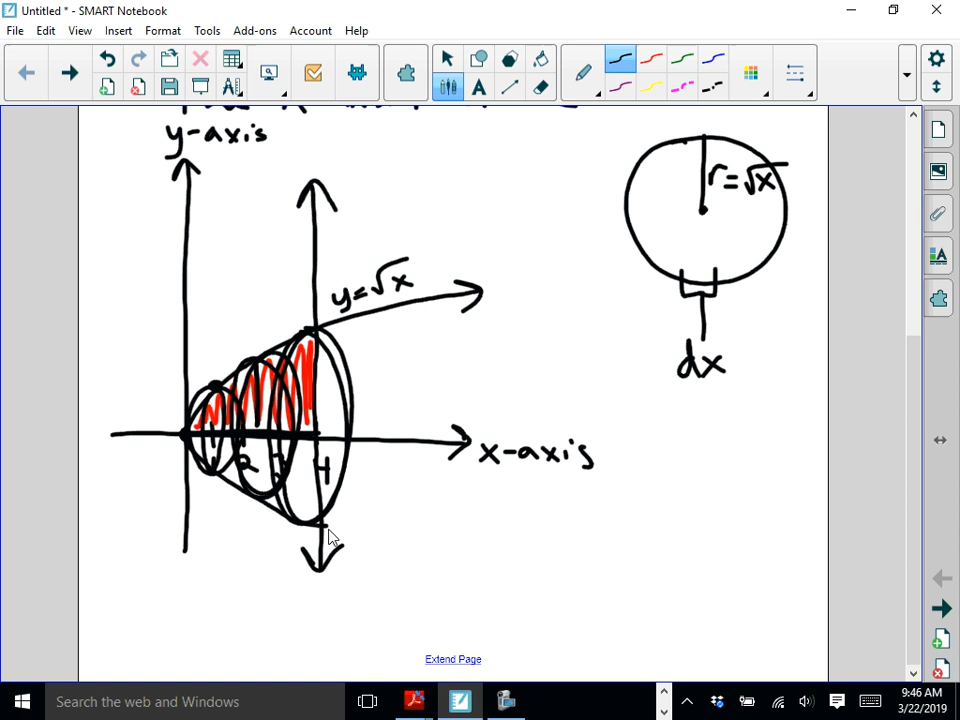 Untitled * - SMART Notebook
File Edit View Insert Format Tools Add-ons Account Help
y-axis
r=√x
y=√x
dx
1 2 3 4
x-axis
Extend Page
Search the web and Windows
9:46 AM
3/22/2019